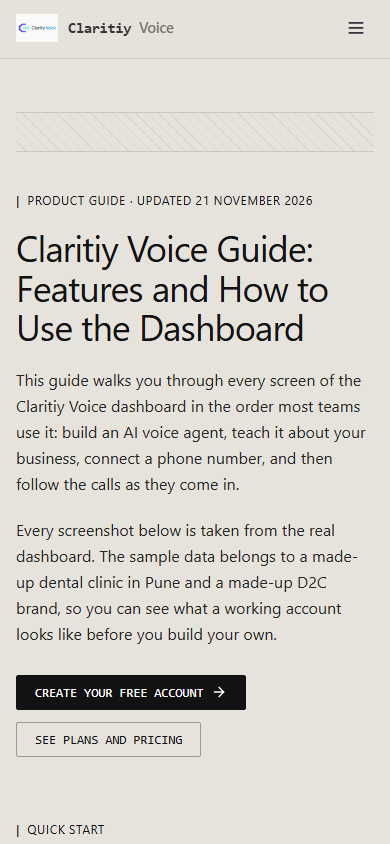 Clarity Voice
Claritiy Voice
| PRODUCT GUIDE · UPDATED 21 NOVEMBER 2026
Claritiy Voice Guide:
Features and How to
Use the Dashboard
This guide walks you through every screen of the
Claritiy Voice dashboard in the order most teams
use it: build an AI voice agent, teach it about your
business, connect a phone number, and then
follow the calls as they come in.
Every screenshot below is taken from the real
dashboard. The sample data belongs to a made-
up dental clinic in Pune and a made-up D2C
brand, so you can see what a working account
looks like before you build your own.
CREATE YOUR FREE ACCOUNT →
SEE PLANS AND PRICING
| QUICK START